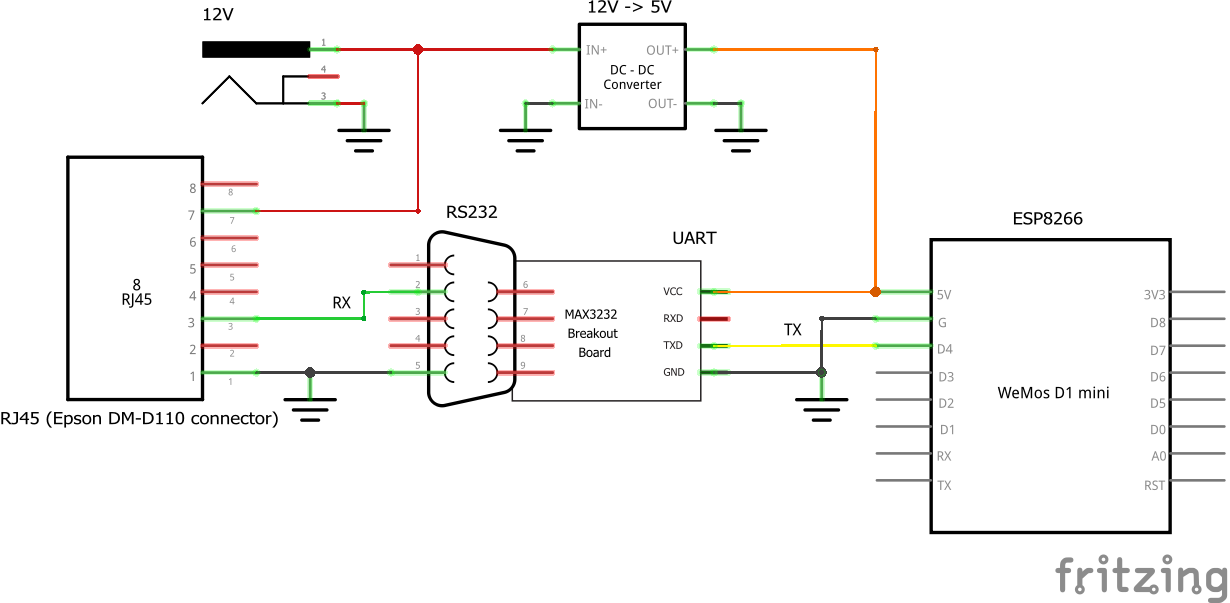 12V
1
4
3
12V -> 5V
IN+
OUT+
DC - DC
Converter
IN-
OUT-
8
8
7
7
6
6
5
5
4
4
3
3
2
2
1
1
8
RJ45
RJ45 (Epson DM-D110 connector)
RX
RS232
1
2
3
4
5
6
7
8
9
UART
MAX3232
Breakout
Board
VCC
RXD
TXD
GND
TX
ESP8266
WeMos D1 mini
5V
G
D4
D3
D2
D1
RX
TX
3V3
D8
D7
D6
D5
D0
A0
RST
fritzing